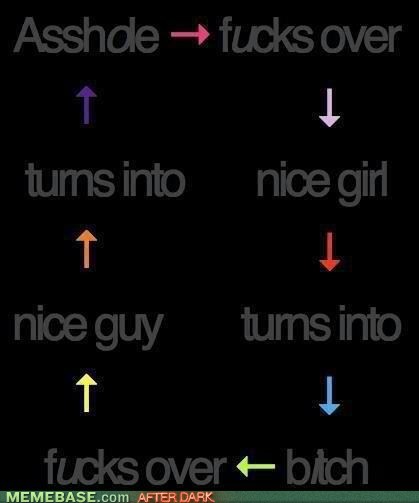 Asshole → fucks over
turns into nice girl
nice guy turns into
fucks over ← bitch
MEMEBASE.com AFTER DARK